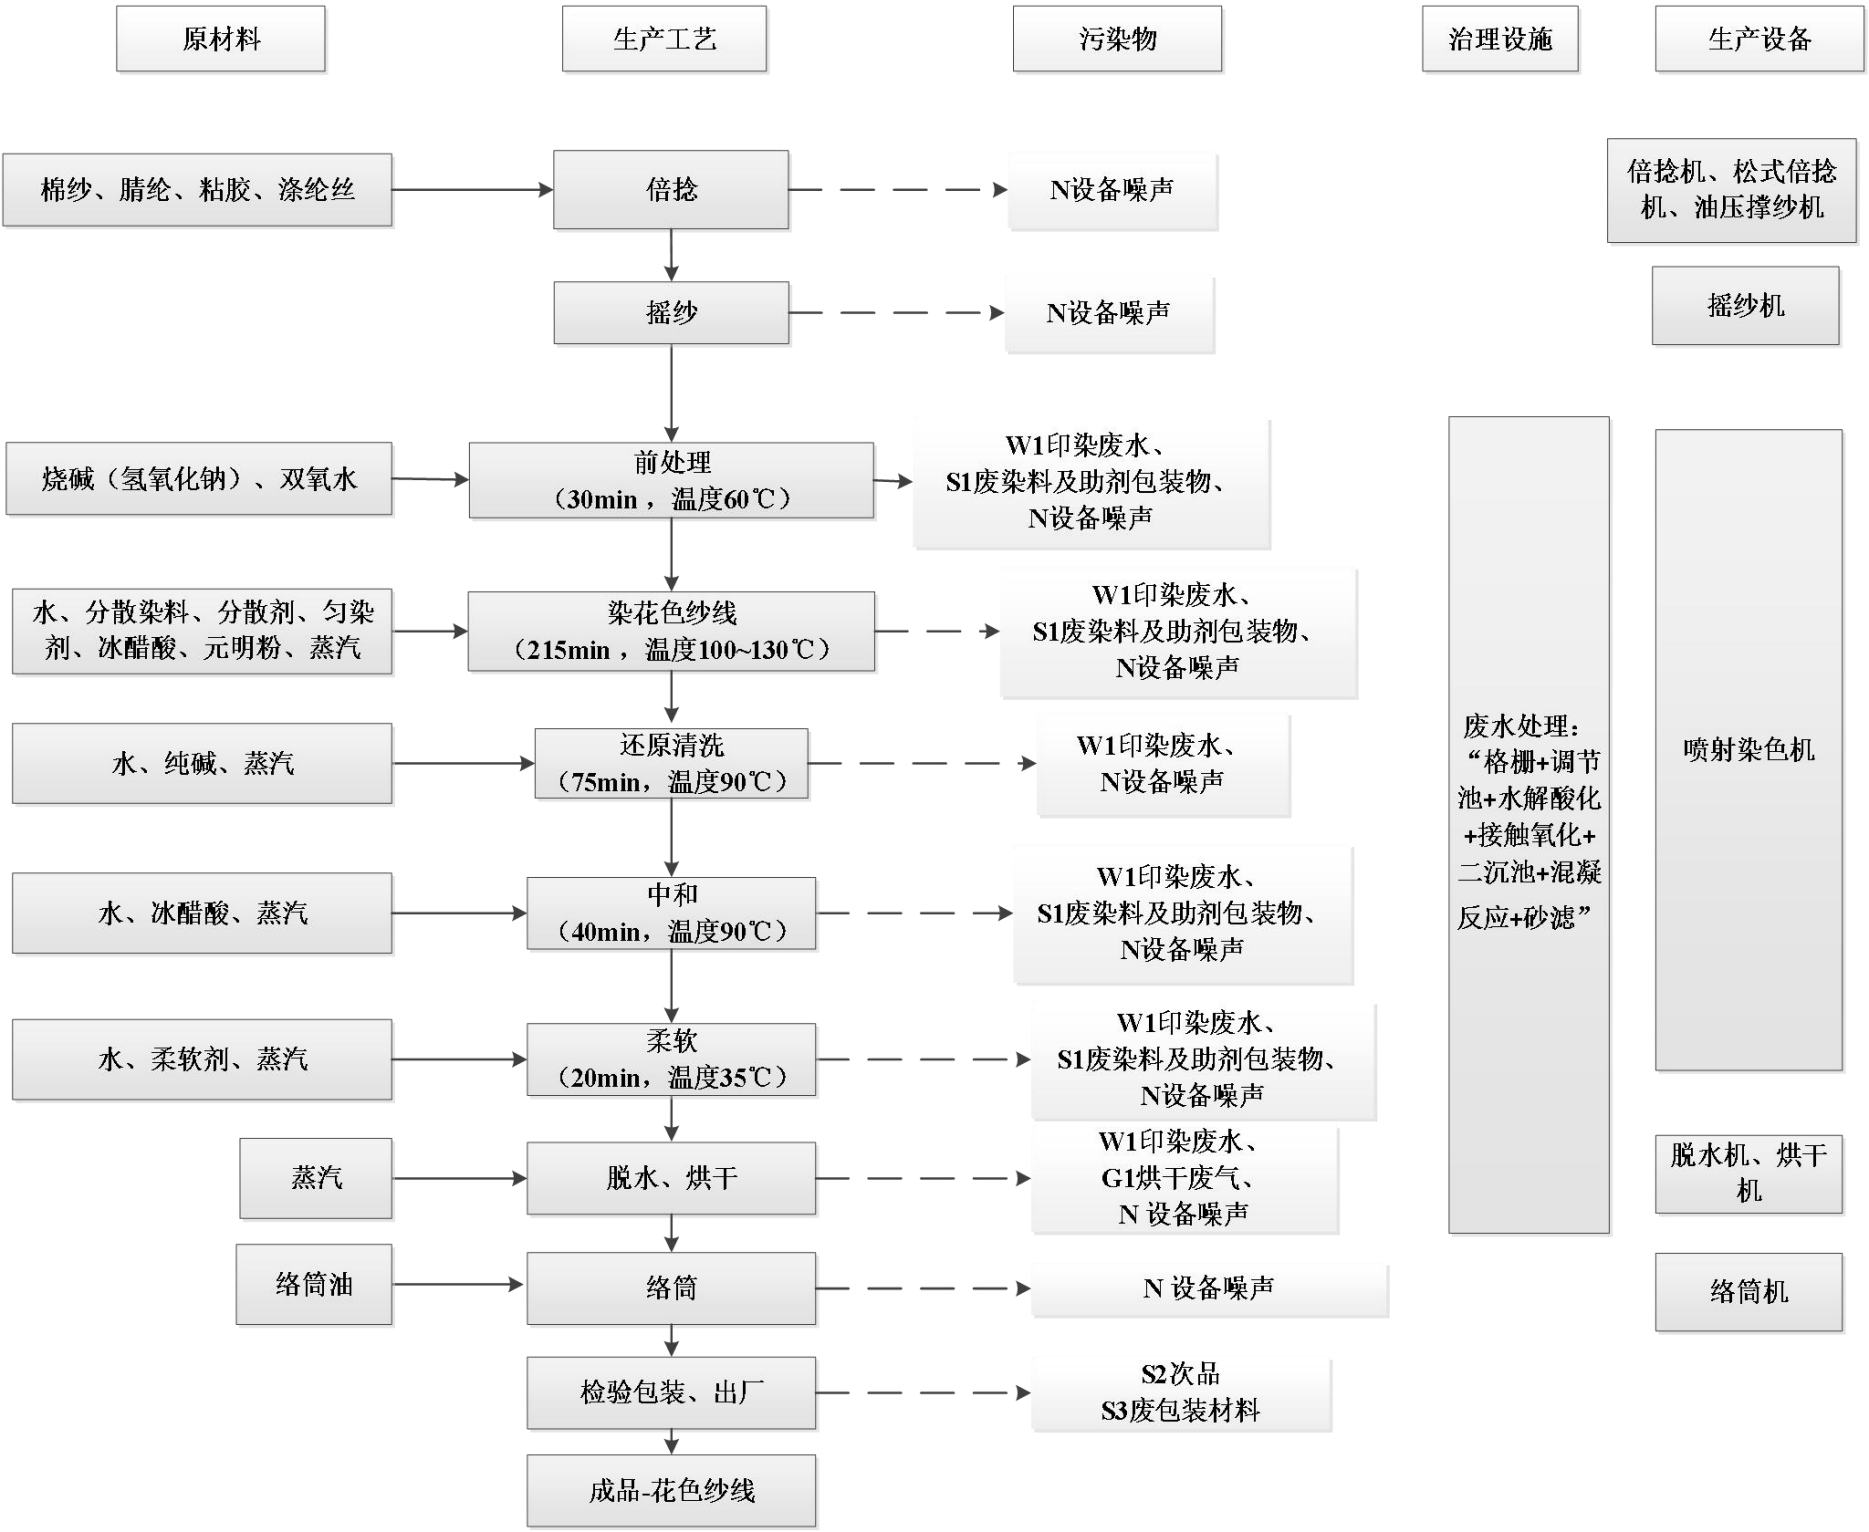 原材料
生产工艺
污染物
治理设施
生产设备
棉纱、腈纶、粘胶、涤纶丝
倍捻
N设备噪声
倍捻机、松式倍捻
机、油压撑纱机
摇纱
N设备噪声
摇纱机
烧碱（氢氧化钠）、双氧水
前处理
（30min ，温度60℃）
W1印染废水、
S1废染料及助剂包装物、
N设备噪声
水、分散染料、分散剂、匀染
剂、冰醋酸、元明粉、蒸汽
染花色纱线
（215min ，温度100~130℃）
W1印染废水、
S1废染料及助剂包装物、
N设备噪声
水、纯碱、蒸汽
还原清洗
（75min，温度90℃）
W1印染废水、
N设备噪声
废水处理：
“格栅+调节
池+水解酸化
+接触氧化+
二沉池+混凝
反应+砂滤”
喷射染色机
水、冰醋酸、蒸汽
中和
（40min，温度90℃）
W1印染废水、
S1废染料及助剂包装物、
N设备噪声
水、柔软剂、蒸汽
柔软
（20min，温度35℃）
W1印染废水、
S1废染料及助剂包装物、
N设备噪声
蒸汽
脱水、烘干
W1印染废水、
G1烘干废气、
N 设备噪声
脱水机、烘干
机
络筒油
络筒
N 设备噪声
络筒机
检验包装、出厂
S2次品
S3废包装材料
成品-花色纱线